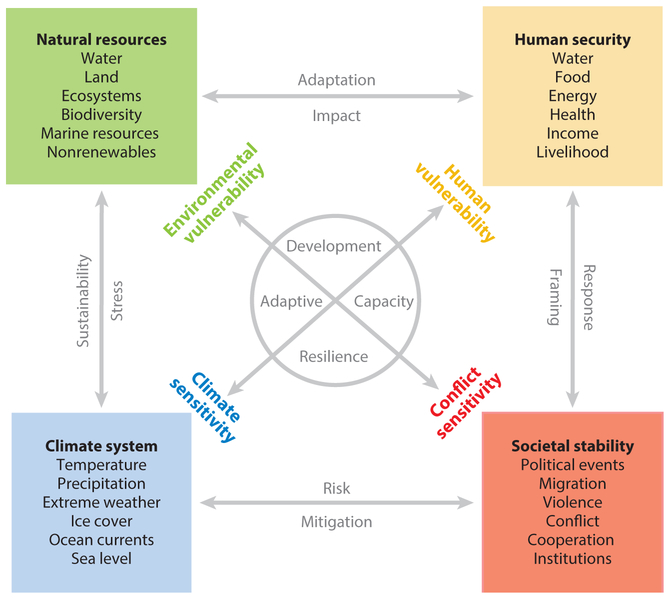 Natural resources
Water
Land
Ecosystems
Biodiversity
Marine resources
Nonrenewables
Human security
Water
Food
Energy
Health
Income
Livelihood
Adaptation
Impact
Environmental
vulnerability
Human
vulnerability
Sustainability
Stress
Development
Adaptive
Capacity
Resilience
Framing
Response
Climate
sensitivity
Conflict
sensitivity
Climate system
Temperature
Precipitation
Extreme weather
Ice cover
Ocean currents
Sea level
Risk
Mitigation
Societal stability
Political events
Migration
Violence
Conflict
Cooperation
Institutions